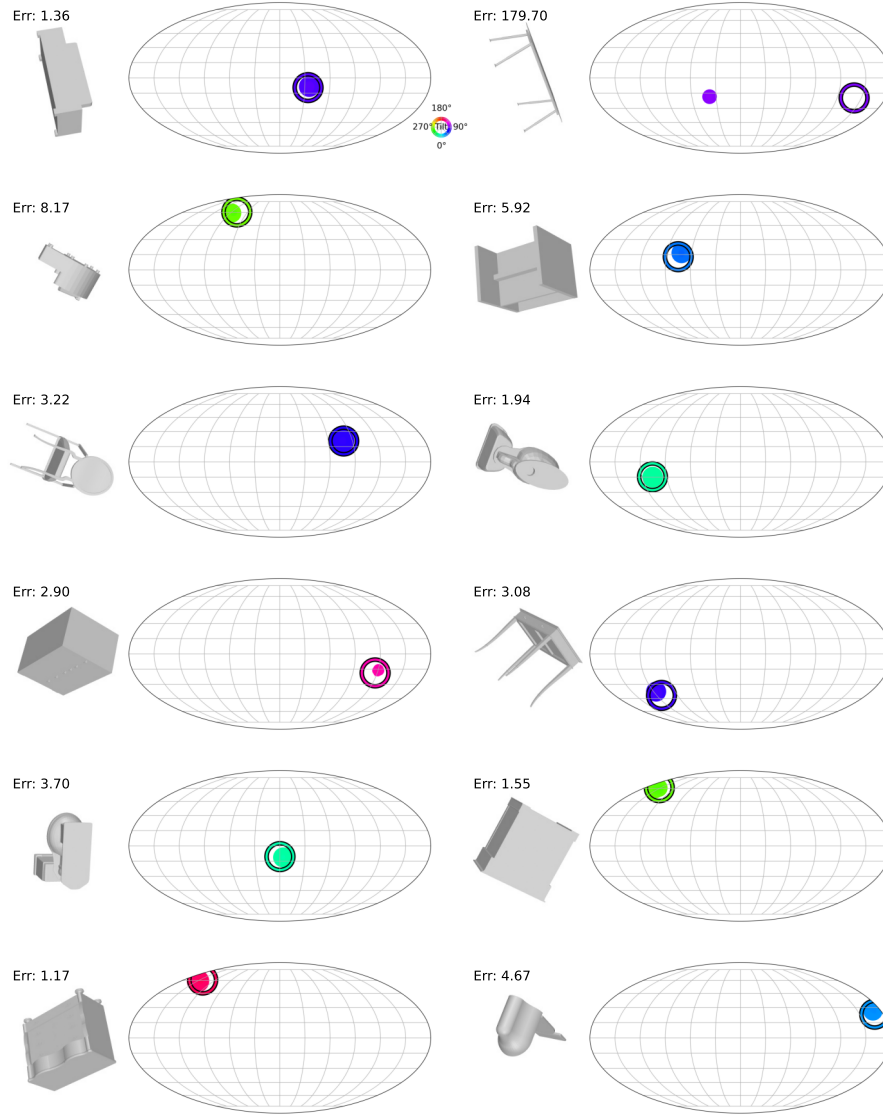 Err: 1.36
Err: 179.70
180°
270° Tilt 90°
0°
Err: 8.17
Err: 5.92
Err: 3.22
Err: 1.94
Err: 2.90
Err: 3.08
Err: 3.70
Err: 1.55
Err: 1.17
Err: 4.67